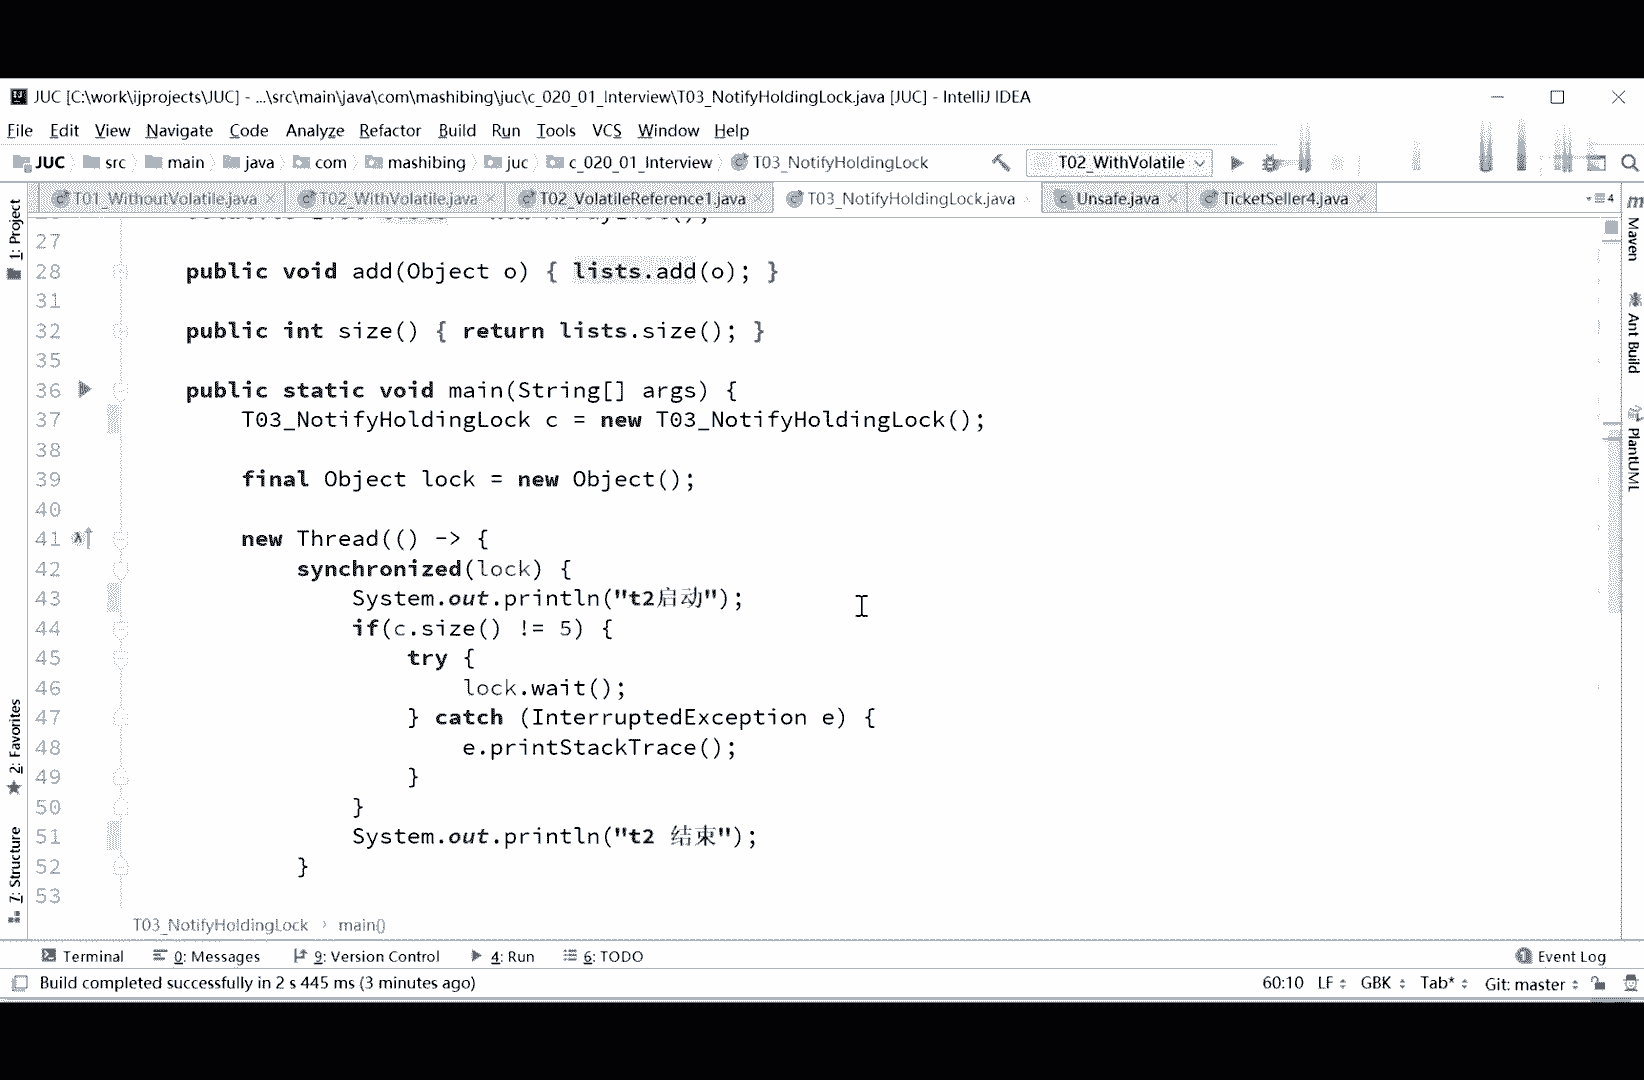 JUC [C:\work\ijprojects\JUC] - ...\src\main\java\com\mashibing\juc\c_020_01_Interview\T03_NotifyHoldingLock.java [JUC] - IntelliJ IDEA
File Edit View Navigate Code Analyze Refactor Build Run Tools VCS Window Help
JUC src main java com mashibing juc c_020_01_Interview T03_NotifyHoldingLock T02_WithVolatile
T01_WithoutVolatile.java T02_WithVolatile.java T02_VolatileReference1.java T03_NotifyHoldingLock.java Unsafe.java TicketSeller4.java 4
27
28 public void add(Object o) { lists.add(o); }
31
32 public int size() { return lists.size(); }
35
36 public static void main(String[] args) {
37 T03_NotifyHoldingLock c = new T03_NotifyHoldingLock();
38
39 final Object lock = new Object();
40
41 new Thread(() -> {
42 synchronized(lock) {
43 System.out.println("t2启动");
44 if(c.size() != 5) {
45 try {
46 lock.wait();
47 } catch (InterruptedException e) {
48 e.printStackTrace();
49 }
50 }
51 System.out.println("t2 结束");
52 }
53
T03_NotifyHoldingLock › main()
1: Project
2: Favorites
7: Structure
m Maven
Ant Build
PlantUML
Terminal 0: Messages 9: Version Control 4: Run 6: TODO 1 Event Log
Build completed successfully in 2 s 445 ms (3 minutes ago) 60:10 LF GBK Tab* Git: master